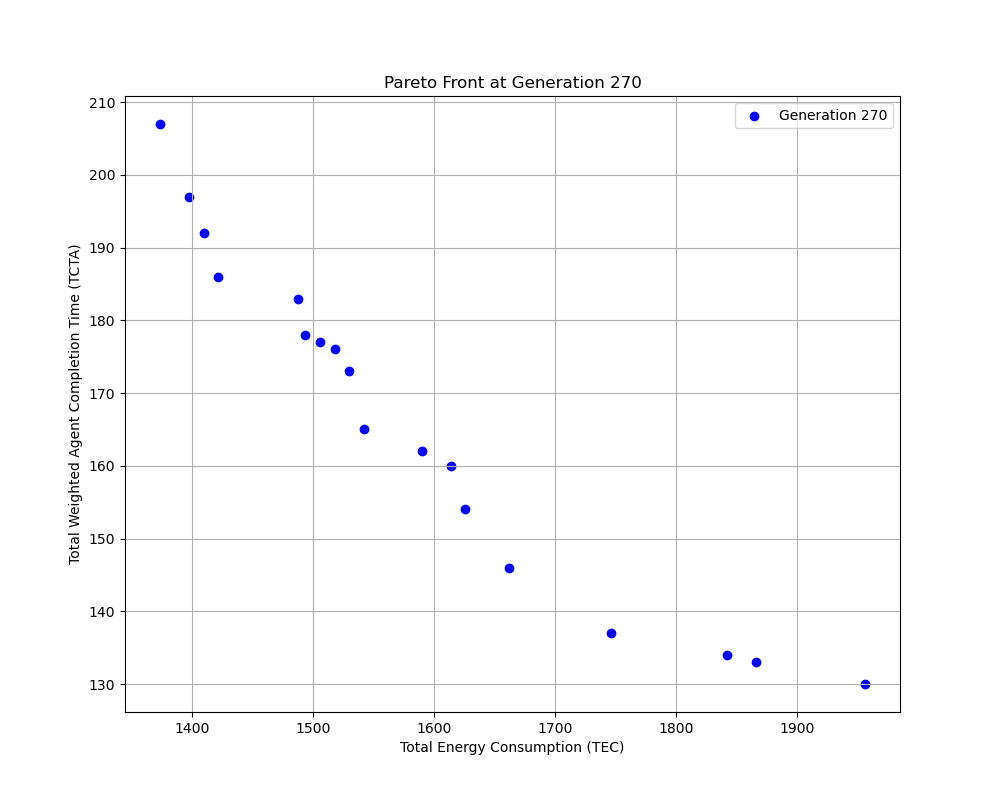 Pareto Front at Generation 270
Generation 270
Total Weighted Agent Completion Time (TCTA)
210
200
190
180
170
160
150
140
130
1400 1500 1600 1700 1800 1900
Total Energy Consumption (TEC)